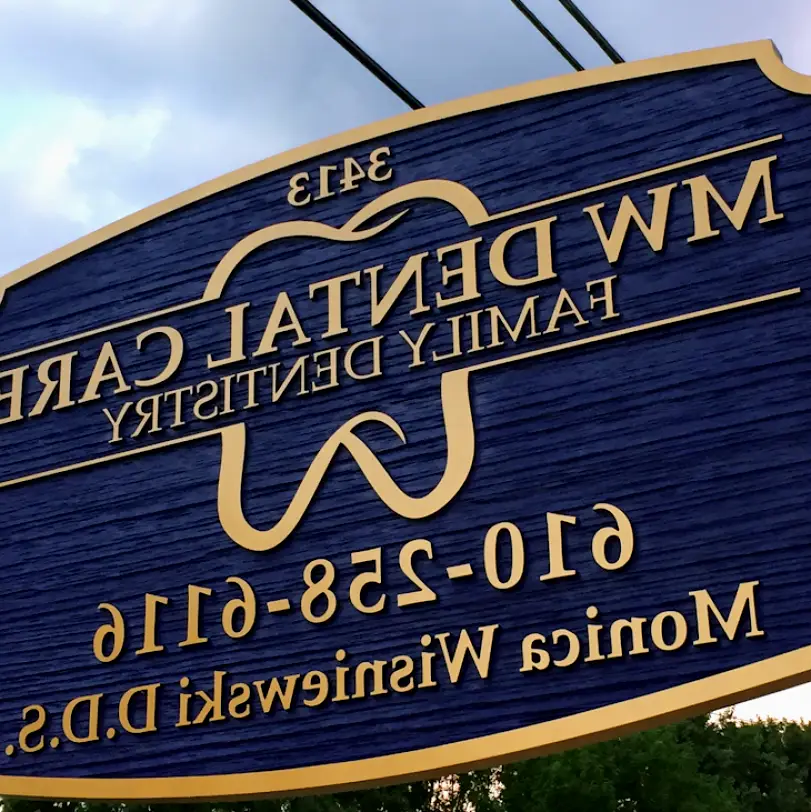 3413
MW DENTAL CARE
FAMILY DENTISTRY
610-258-6116
Monica Wisniewski D.D.S.